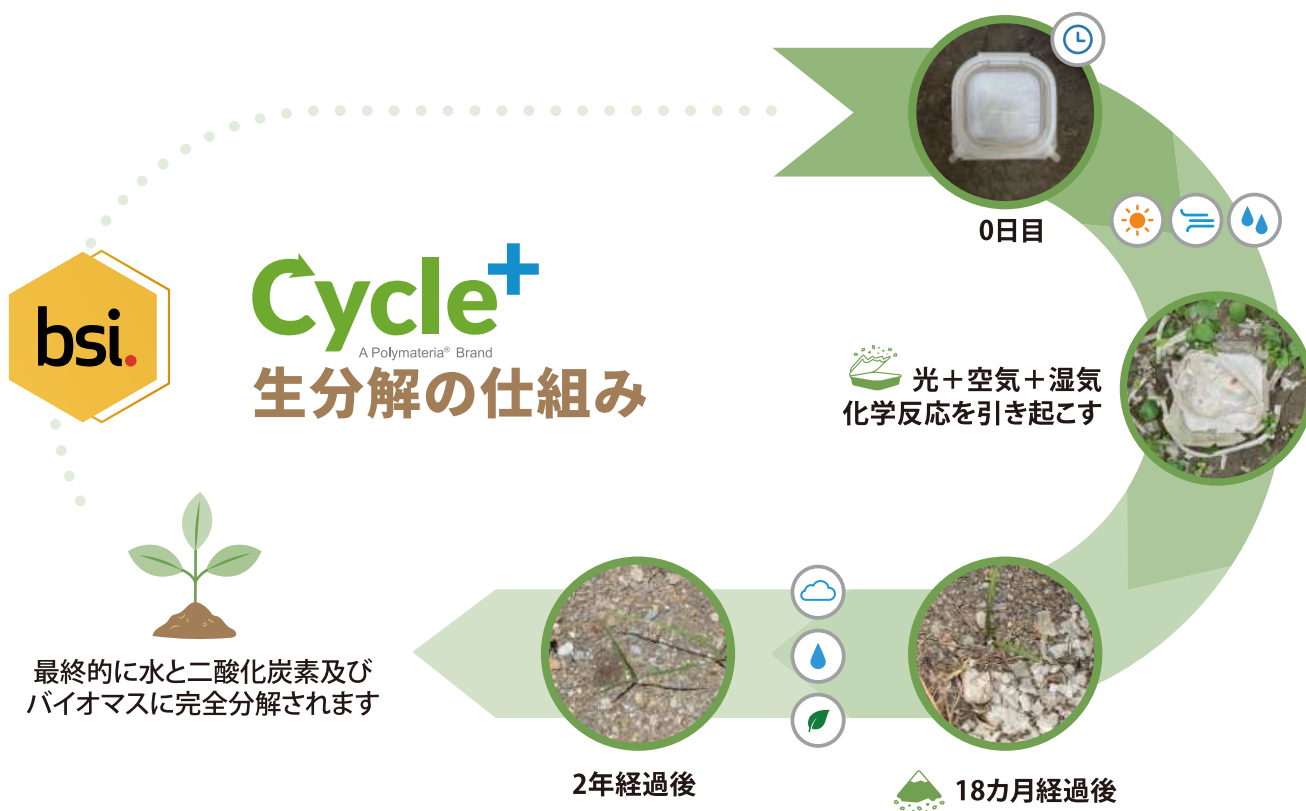 0日目
bsi.
Cycle+
A Polymateria® Brand
生分解の仕組み
光＋空気＋湿気
化学反応を引き起こす
18カ月経過後
2年経過後
最終的に水と二酸化炭素及び
バイオマスに完全分解されます